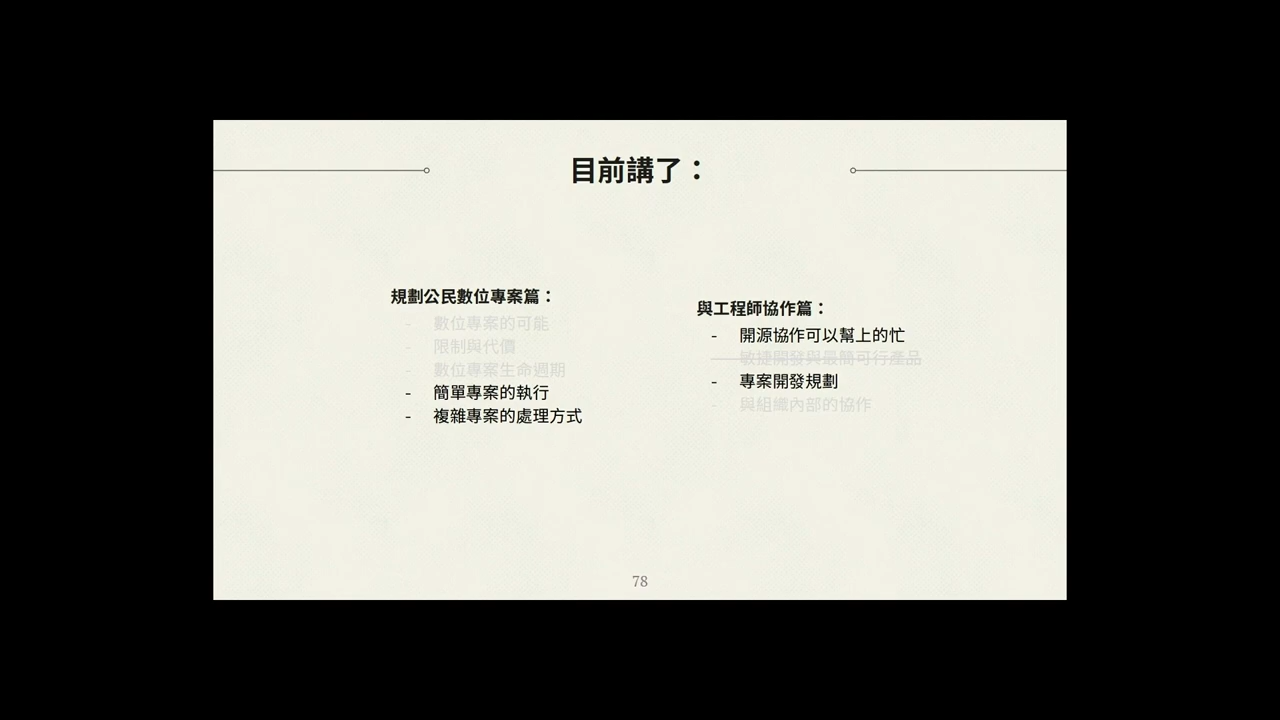 目前講了：
規劃公民數位專案篇：
- 數位專案的可能
- 限制與代價
- 數位專案生命週期
- 簡單專案的執行
- 複雜專案的處理方式
與工程師協作篇：
- 開源協作可以幫上的忙
- 敏捷開發與最簡可行產品
- 專案開發規劃
- 與組織內部的協作
78